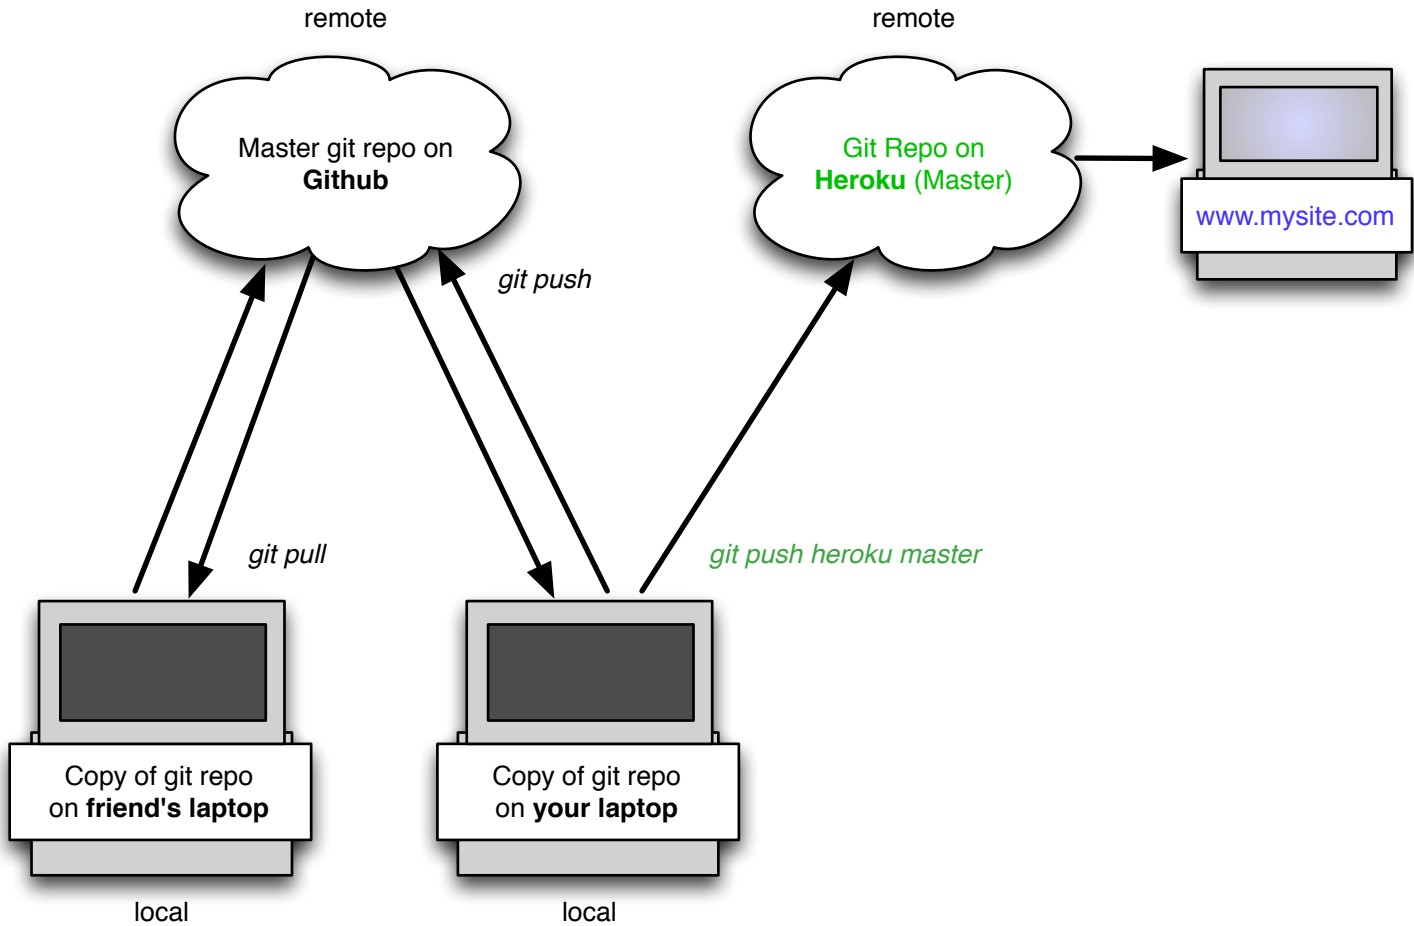 remote
remote
Master git repo on
Github
Git Repo on
Heroku (Master)
www.mysite.com
git push
git pull
git push heroku master
Copy of git repo
on friend's laptop
Copy of git repo
on your laptop
local
local